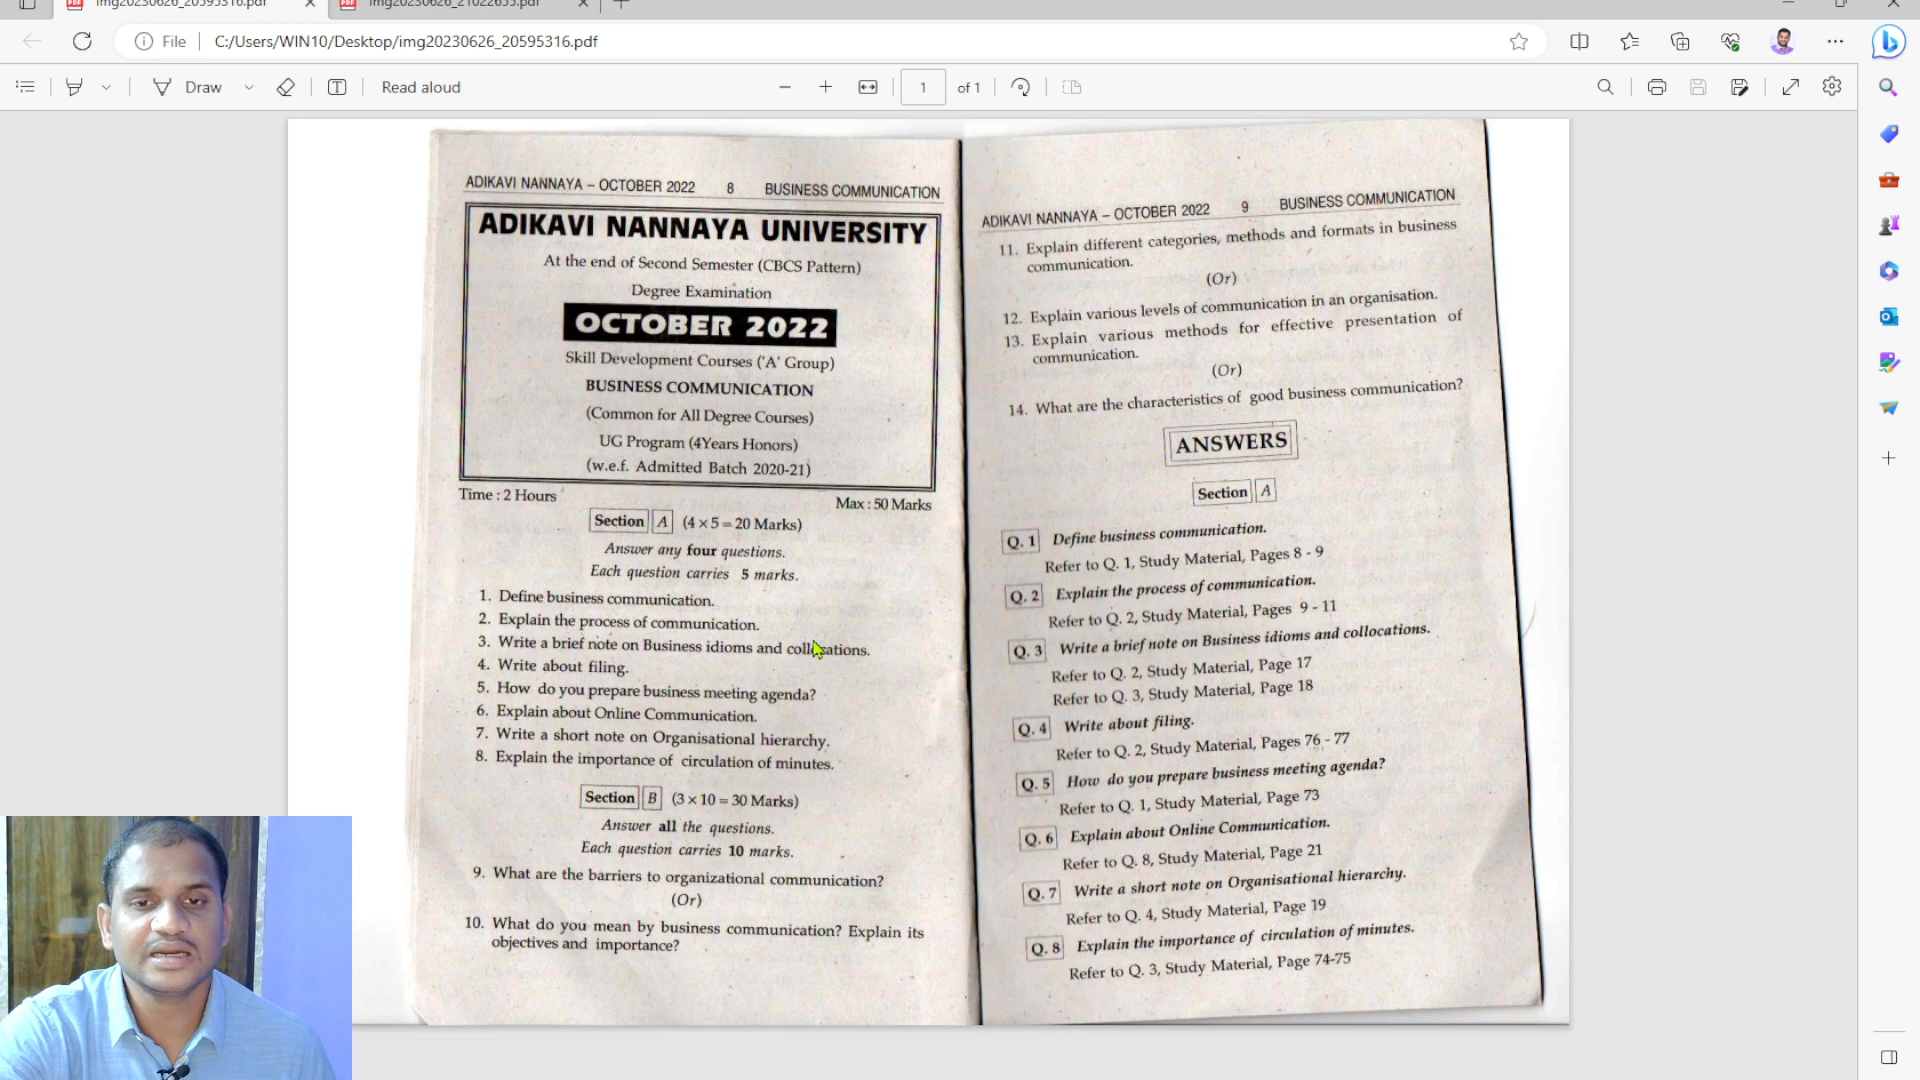 img20230626_20595316.pdf
img20230626_21022655.pdf
File
C:/Users/WIN10/Desktop/img20230626_20595316.pdf
Draw
Read aloud
1
of 1
ADIKAVI NANNAYA – OCTOBER 2022 8 BUSINESS COMMUNICATION
ADIKAVI NANNAYA UNIVERSITY
At the end of Second Semester (CBCS Pattern)
Degree Examination
OCTOBER 2022
Skill Development Courses ('A' Group)
BUSINESS COMMUNICATION
(Common for All Degree Courses)
UG Program (4Years Honors)
(w.e.f. Admitted Batch 2020-21)
Time : 2 Hours
Max : 50 Marks
Section A (4 × 5 = 20 Marks)
Answer any four questions.
Each question carries 5 marks.
1. Define business communication.
2. Explain the process of communication.
3. Write a brief note on Business idioms and collocations.
4. Write about filing.
5. How do you prepare business meeting agenda?
6. Explain about Online Communication.
7. Write a short note on Organisational hierarchy.
8. Explain the importance of circulation of minutes.
Section B (3 × 10 = 30 Marks)
Answer all the questions.
Each question carries 10 marks.
9. What are the barriers to organizational communication?
(Or)
10. What do you mean by business communication? Explain its
objectives and importance?
ADIKAVI NANNAYA – OCTOBER 2022 9 BUSINESS COMMUNICATION
11. Explain different categories, methods and formats in business
communication.
(Or)
12. Explain various levels of communication in an organisation.
13. Explain various methods for effective presentation of
communication.
(Or)
14. What are the characteristics of good business communication?
ANSWERS
Section A
Q. 1 Define business communication.
Refer to Q. 1, Study Material, Pages 8 - 9
Q. 2 Explain the process of communication.
Refer to Q. 2, Study Material, Pages 9 - 11
Q. 3 Write a brief note on Business idioms and collocations.
Refer to Q. 2, Study Material, Page 17
Refer to Q. 3, Study Material, Page 18
Q. 4 Write about filing.
Refer to Q. 2, Study Material, Pages 76 - 77
Q. 5 How do you prepare business meeting agenda?
Refer to Q. 1, Study Material, Page 73
Q. 6 Explain about Online Communication.
Refer to Q. 8, Study Material, Page 21
Q. 7 Write a short note on Organisational hierarchy.
Refer to Q. 4, Study Material, Page 19
Q. 8 Explain the importance of circulation of minutes.
Refer to Q. 3, Study Material, Page 74-75